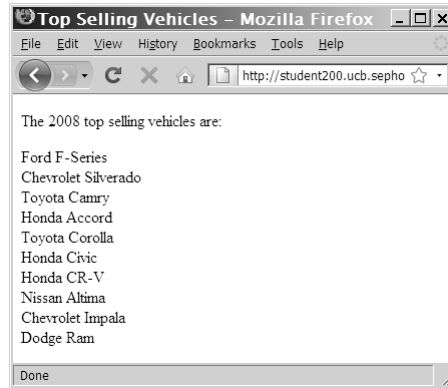 Top Selling Vehicles - Mozilla Firefox
File Edit View History Bookmarks Tools Help
http://student200.ucb.sepho
The 2008 top selling vehicles are:
Ford F-Series
Chevrolet Silverado
Toyota Camry
Honda Accord
Toyota Corolla
Honda Civic
Honda CR-V
Nissan Altima
Chevrolet Impala
Dodge Ram
Done